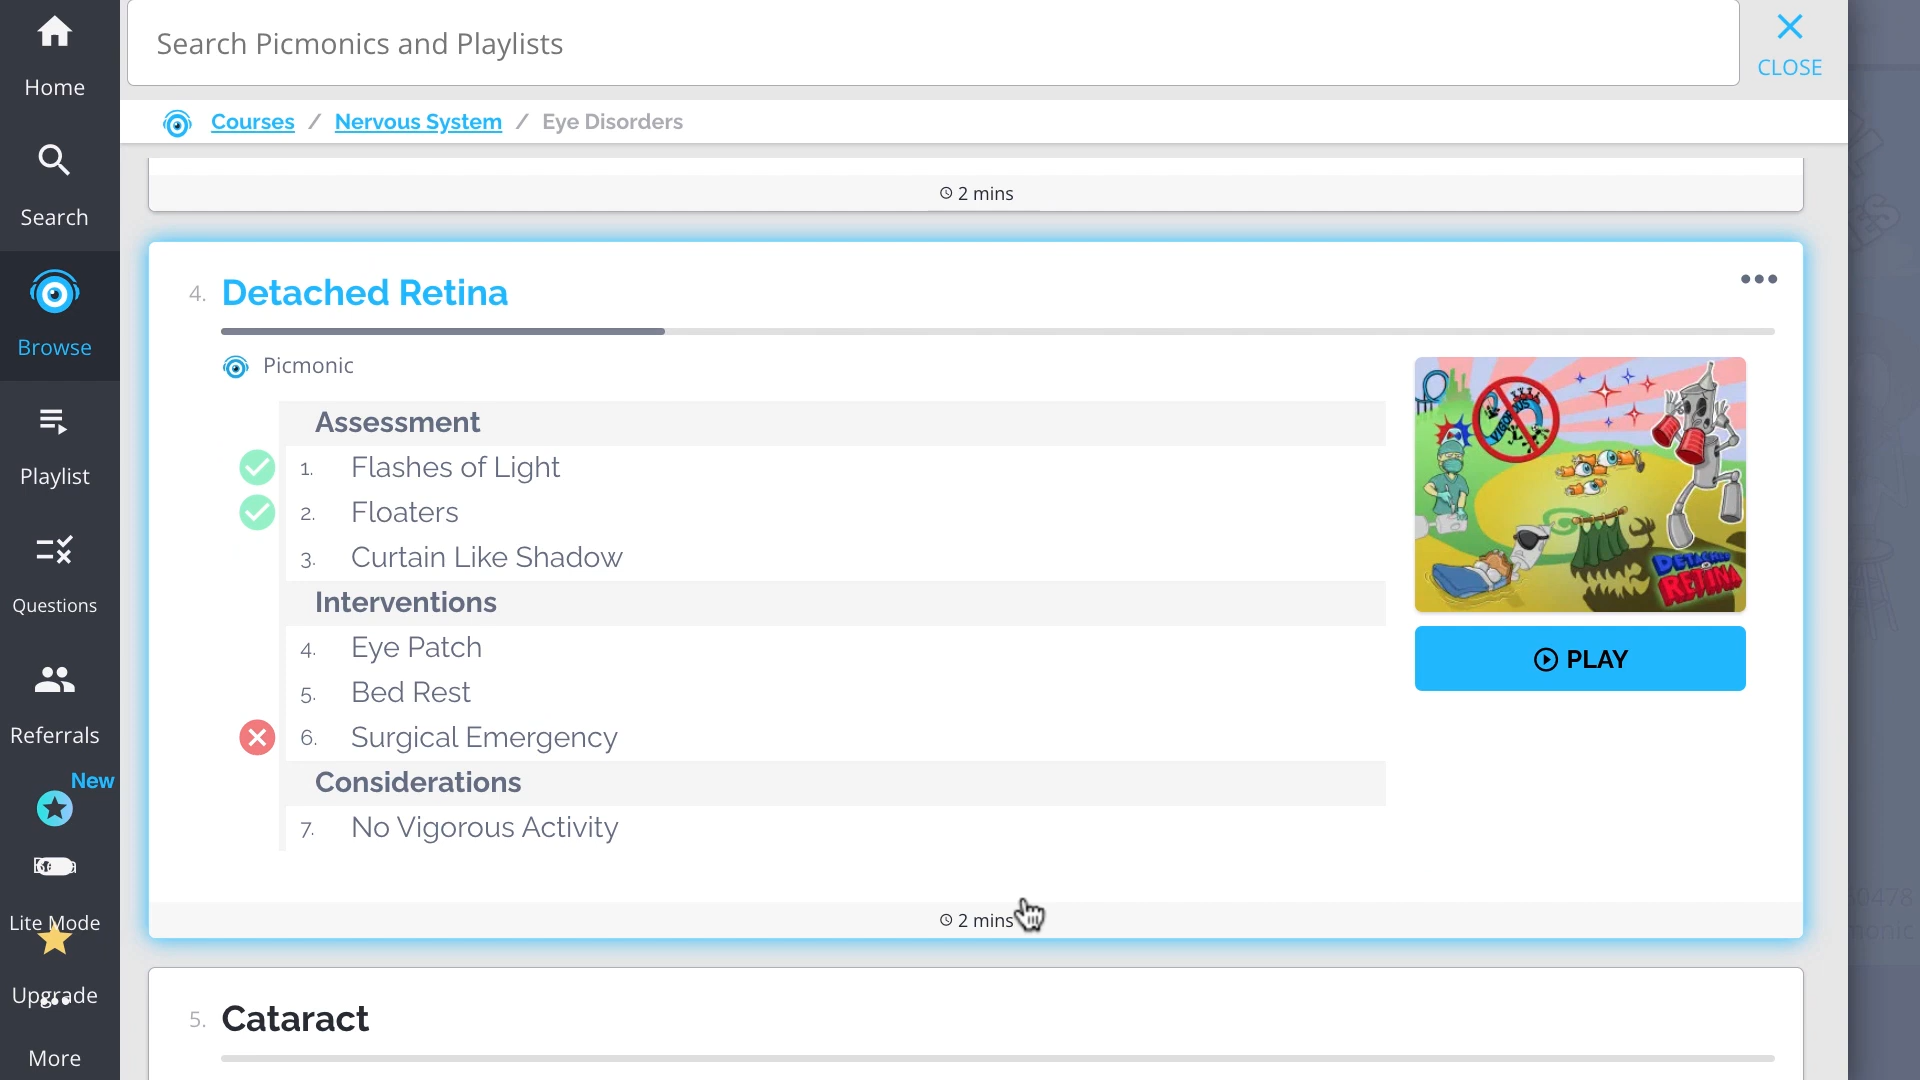 Home
Search
Browse
Playlist
Questions
Referrals
New
Lite Mode
Upgrade
More
Search Picmonics and Playlists
CLOSE
Courses / Nervous System / Eye Disorders
2 mins
4. Detached Retina
Picmonic
Assessment
1. Flashes of Light
2. Floaters
3. Curtain Like Shadow
Interventions
4. Eye Patch
5. Bed Rest
6. Surgical Emergency
Considerations
7. No Vigorous Activity
VIGOROUS
DETACHED
RETINA
PLAY
2 mins
5. Cataract